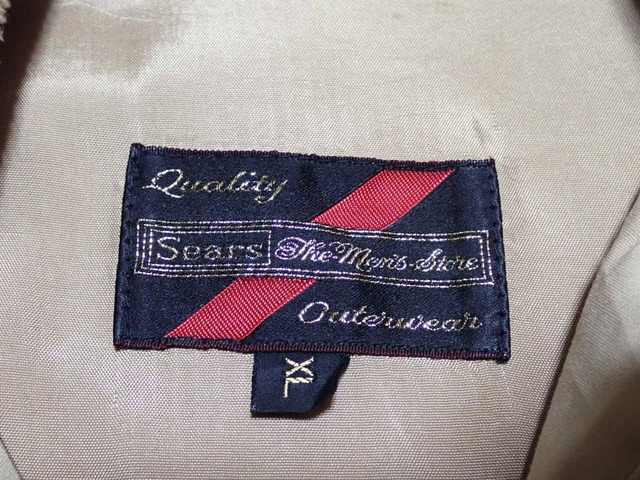 Quality
Sears The Men's Store
Outerwear
XL